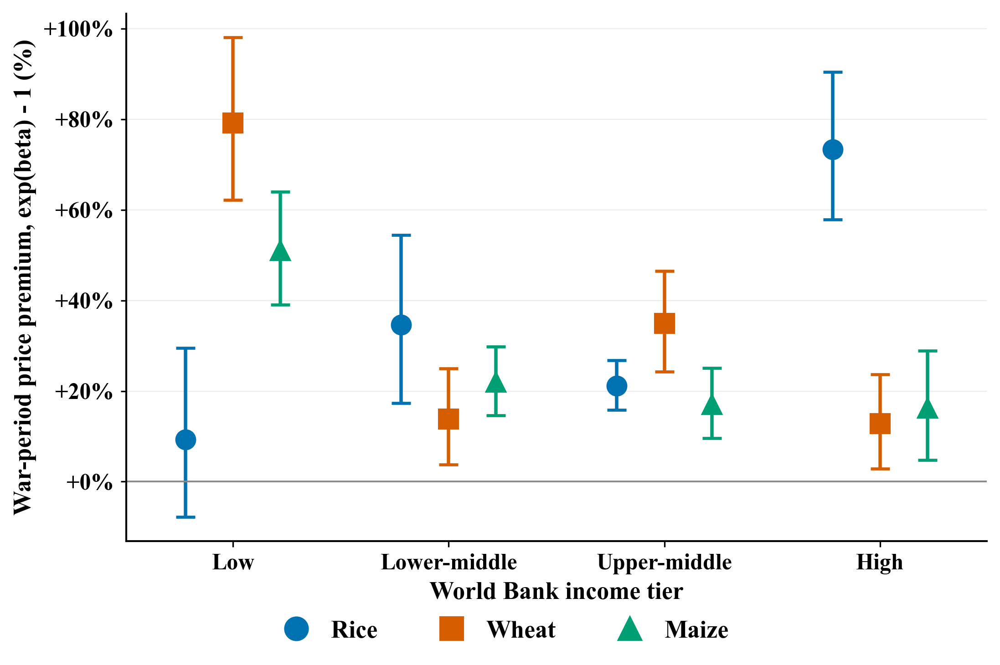 War-period price premium, exp(beta) - 1 (%)
+100%
+80%
+60%
+40%
+20%
+0%
Low
Lower-middle
Upper-middle
High
World Bank income tier
Rice
Wheat
Maize